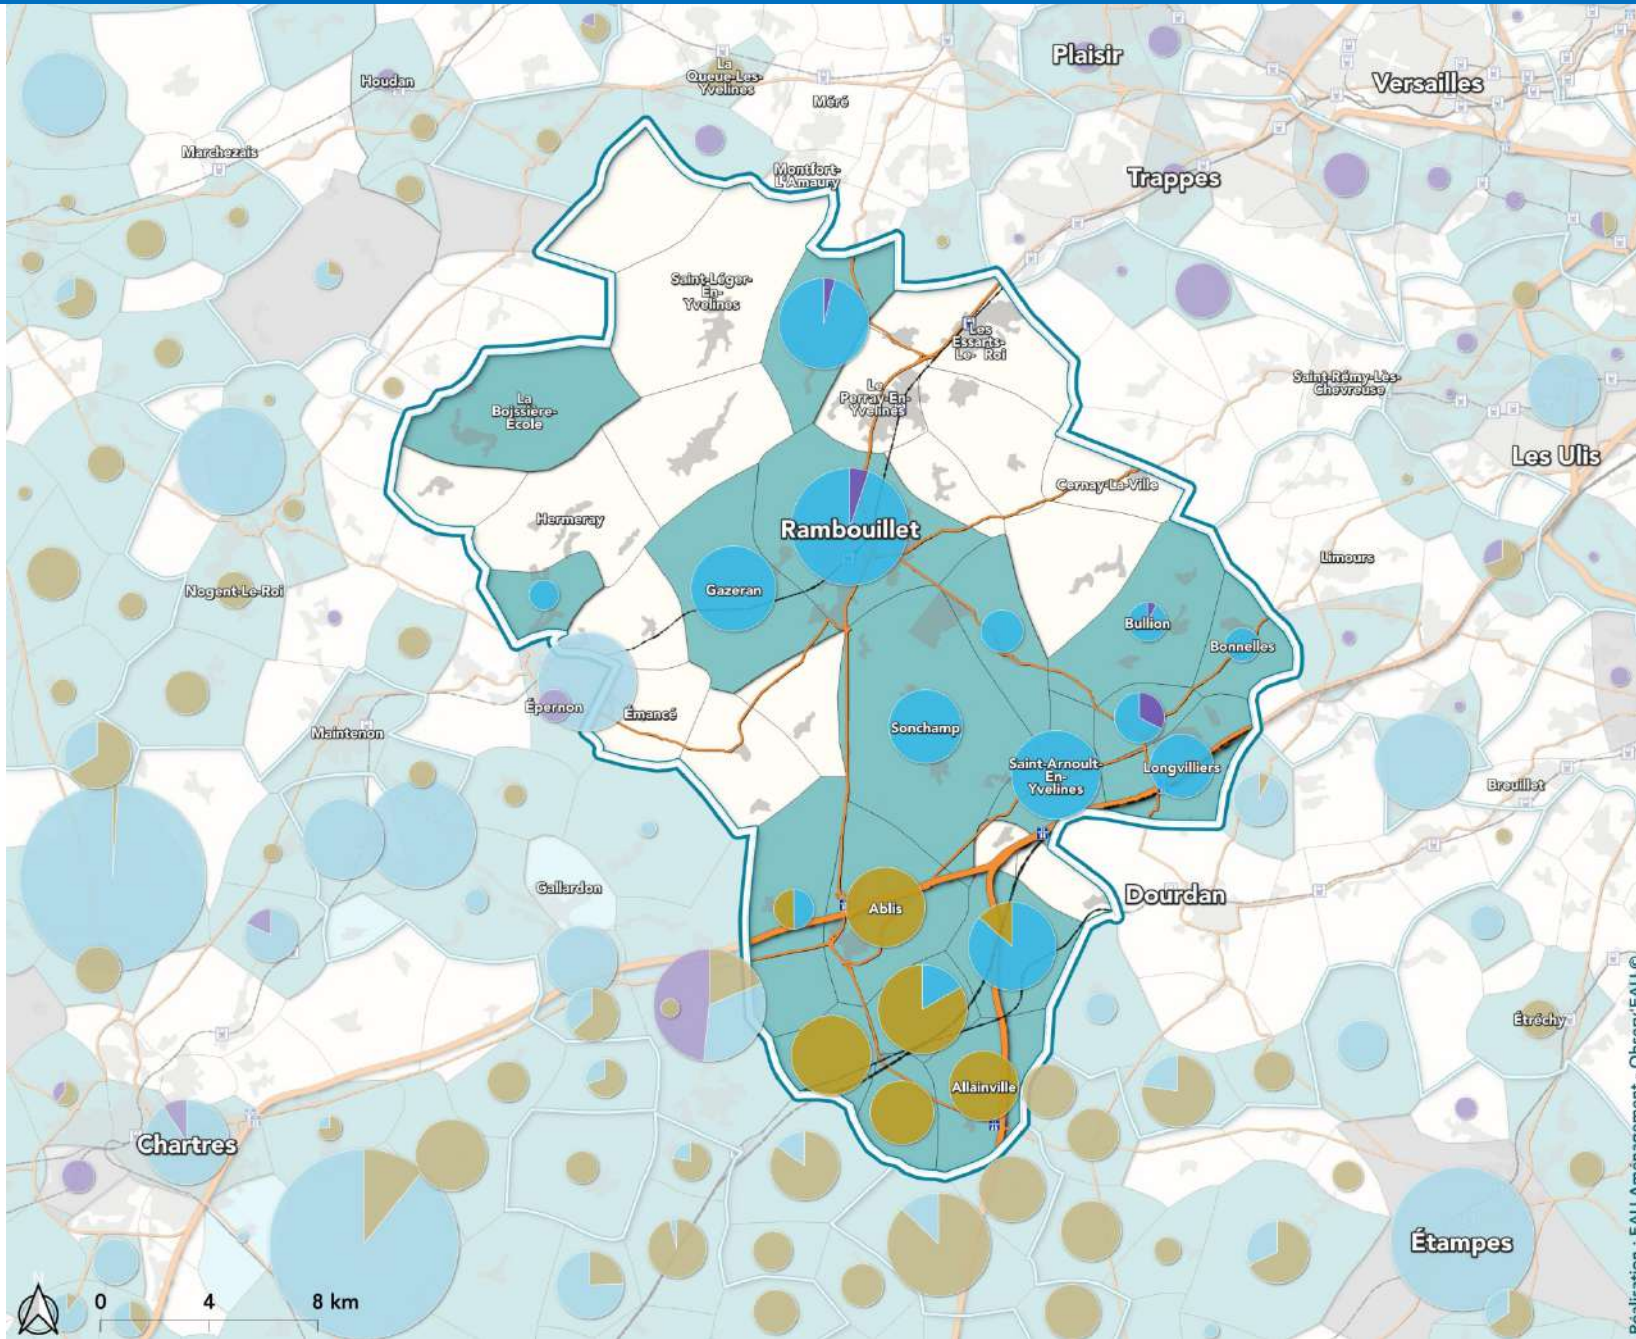 Plaisir
Versailles
La
Queue-Les-
Yvelines
Houdan
Méré
Marchezais
Montfort-
L'Amaury
Trappes
Saint-Léger-
En-
Yvelines
Les
Essarts-
Le- Roi
Saint-Rémy-Lès-
Chevreuse
Le
Perray-En-
Yvelines
La
Boissière-
École
Les Ulis
Cernay-La-Ville
Hermeray
Rambouillet
Limours
Nogent-Le-Roi
Gazeran
Bullion
Bonnelles
Épernon
Émancé
Sonchamp
Maintenon
Saint-Arnoult-
En-
Yvelines
Longvilliers
Breuillet
Gallardon
Dourdan
Ablis
Étréchy
Allainville
Chartres
Étampes
0 4 8 km